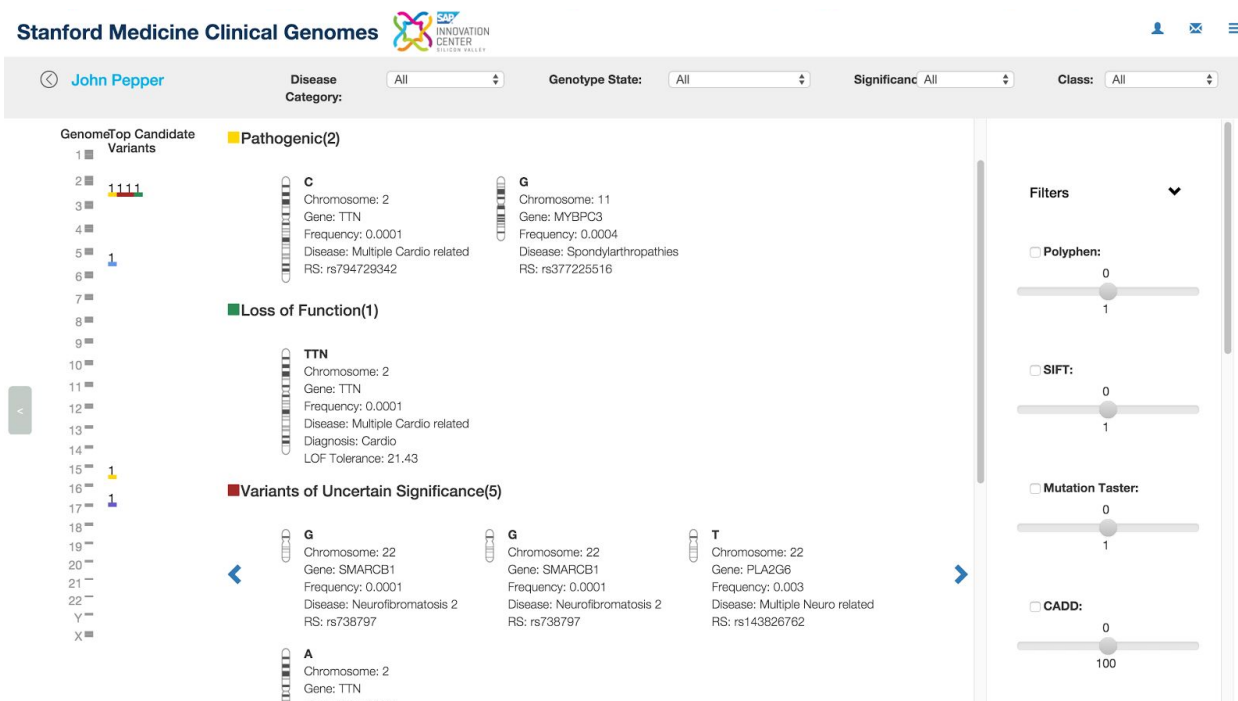 Stanford Medicine Clinical Genomes
SAP
INNOVATION
CENTER
SILICON VALLEY
John Pepper
Disease Category:
All
Genotype State:
All
Significanc
All
Class:
All
Genome
Top Candidate
Variants
1
2
1111
3
4
5
1
6
7
8
9
10
11
<
12
13
14
15
1
16
17
1
18
19
20
21
22
Y
X
Pathogenic(2)
C
Chromosome: 2
Gene: TTN
Frequency: 0.0001
Disease: Multiple Cardio related
RS: rs794729342
G
Chromosome: 11
Gene: MYBPC3
Frequency: 0.0004
Disease: Spondylarthropathies
RS: rs377225516
Loss of Function(1)
TTN
Chromosome: 2
Gene: TTN
Frequency: 0.0001
Disease: Multiple Cardio related
Diagnosis: Cardio
LOF Tolerance: 21.43
Variants of Uncertain Significance(5)
G
Chromosome: 22
Gene: SMARCB1
Frequency: 0.0001
Disease: Neurofibromatosis 2
RS: rs738797
G
Chromosome: 22
Gene: SMARCB1
Frequency: 0.0001
Disease: Neurofibromatosis 2
RS: rs738797
T
Chromosome: 22
Gene: PLA2G6
Frequency: 0.003
Disease: Multiple Neuro related
RS: rs143826762
A
Chromosome: 2
Gene: TTN
Filters
Polyphen:
0
1
SIFT:
0
1
Mutation Taster:
0
1
CADD:
0
100